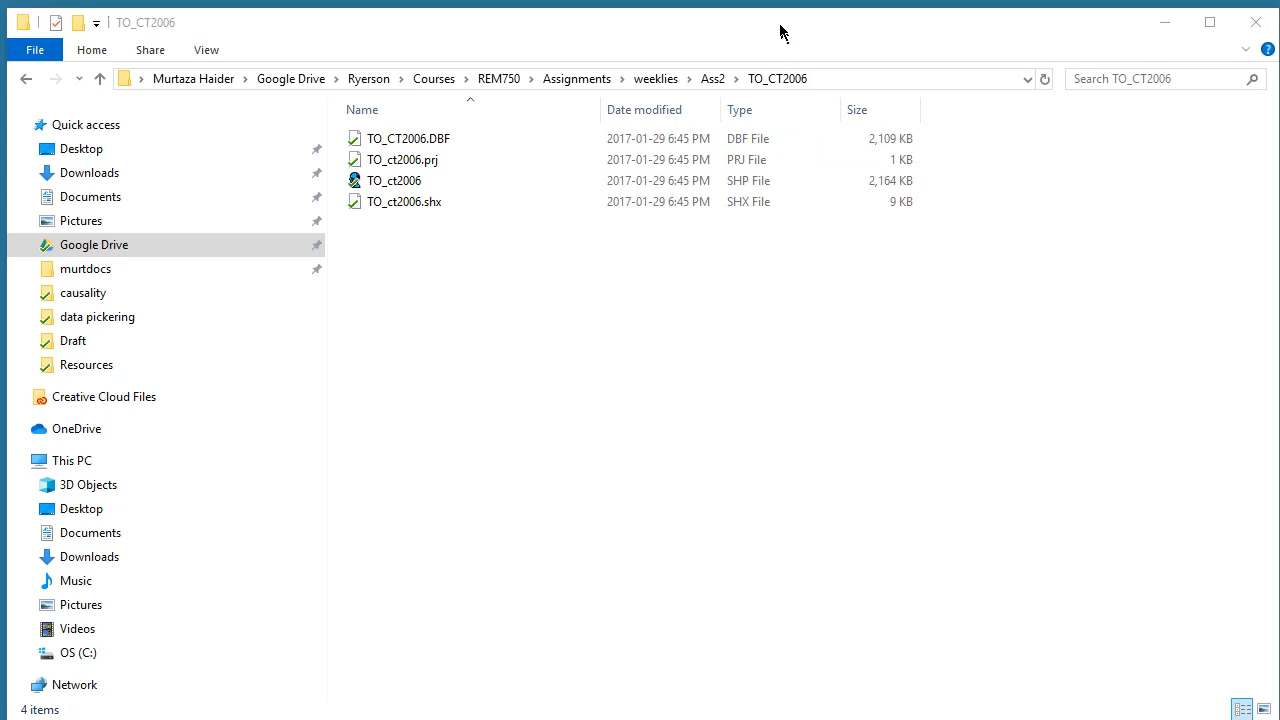 TO_CT2006
File Home Share View
Murtaza Haider Google Drive Ryerson Courses REM750 Assignments weeklies Ass2 TO_CT2006 Search TO_CT2006
Name Date modified Type Size
TO_CT2006.DBF 2017-01-29 6:45 PM DBF File 2,109 KB
TO_ct2006.prj 2017-01-29 6:45 PM PRJ File 1 KB
TO_ct2006 2017-01-29 6:45 PM SHP File 2,164 KB
TO_ct2006.shx 2017-01-29 6:45 PM SHX File 9 KB
Quick access
Desktop
Downloads
Documents
Pictures
Google Drive
murtdocs
causality
data pickering
Draft
Resources
Creative Cloud Files
OneDrive
This PC
3D Objects
Desktop
Documents
Downloads
Music
Pictures
Videos
OS (C:)
Network
4 items